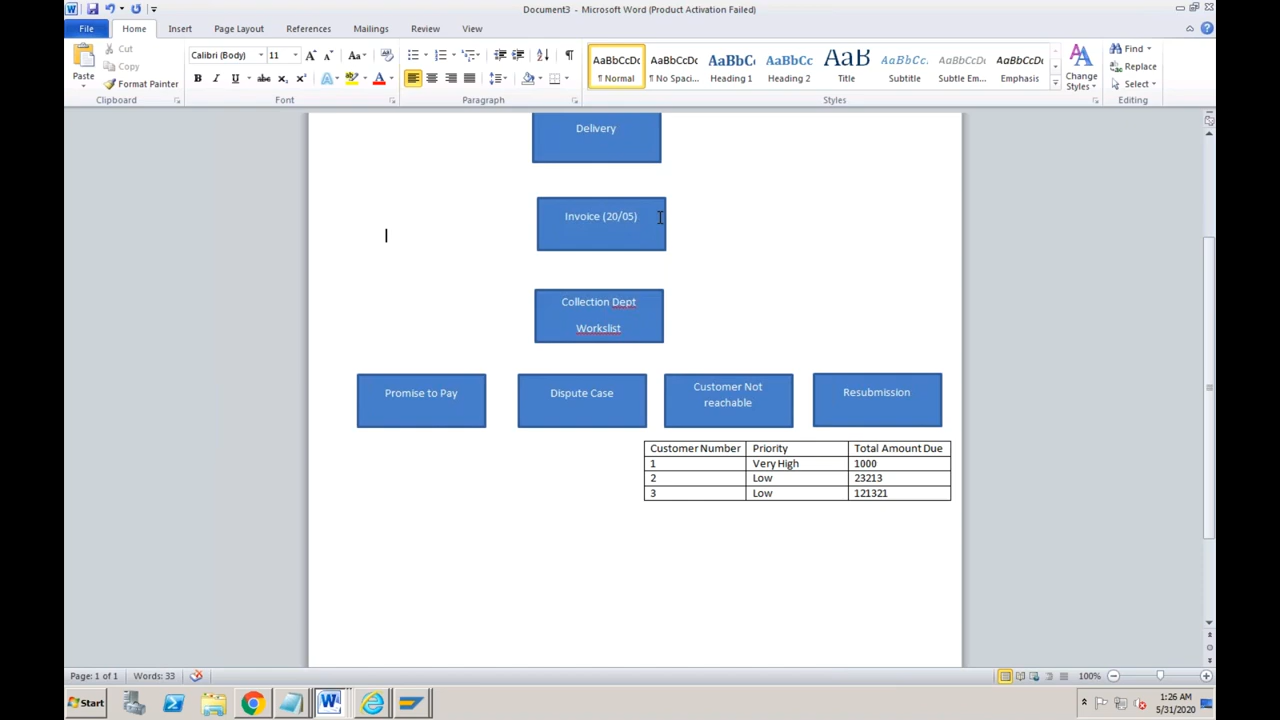 Document3 - Microsoft Word (Product Activation Failed)
File Home Insert Page Layout References Mailings Review View
Paste
Cut
Copy
Format Painter
Clipboard
Calibri (Body) 11
Font
Paragraph
AaBbCcDc AaBbCcDc AaBbC AaBbCc AaB AaBbCc. AaBbCcDc AaBbCcDc
¶ Normal ¶ No Spaci... Heading 1 Heading 2 Title Subtitle Subtle Em... Emphasis
Styles
Change Styles
Find
Replace
Select
Editing
Delivery
Invoice (20/05)
Collection Dept
Workslist
Promise to Pay
Dispute Case
Customer Not
reachable
Resubmission
Customer Number Priority Total Amount Due
1 Very High 1000
2 Low 23213
3 Low 121321
Page: 1 of 1 Words: 33 100%
Start
1:26 AM
5/31/2020